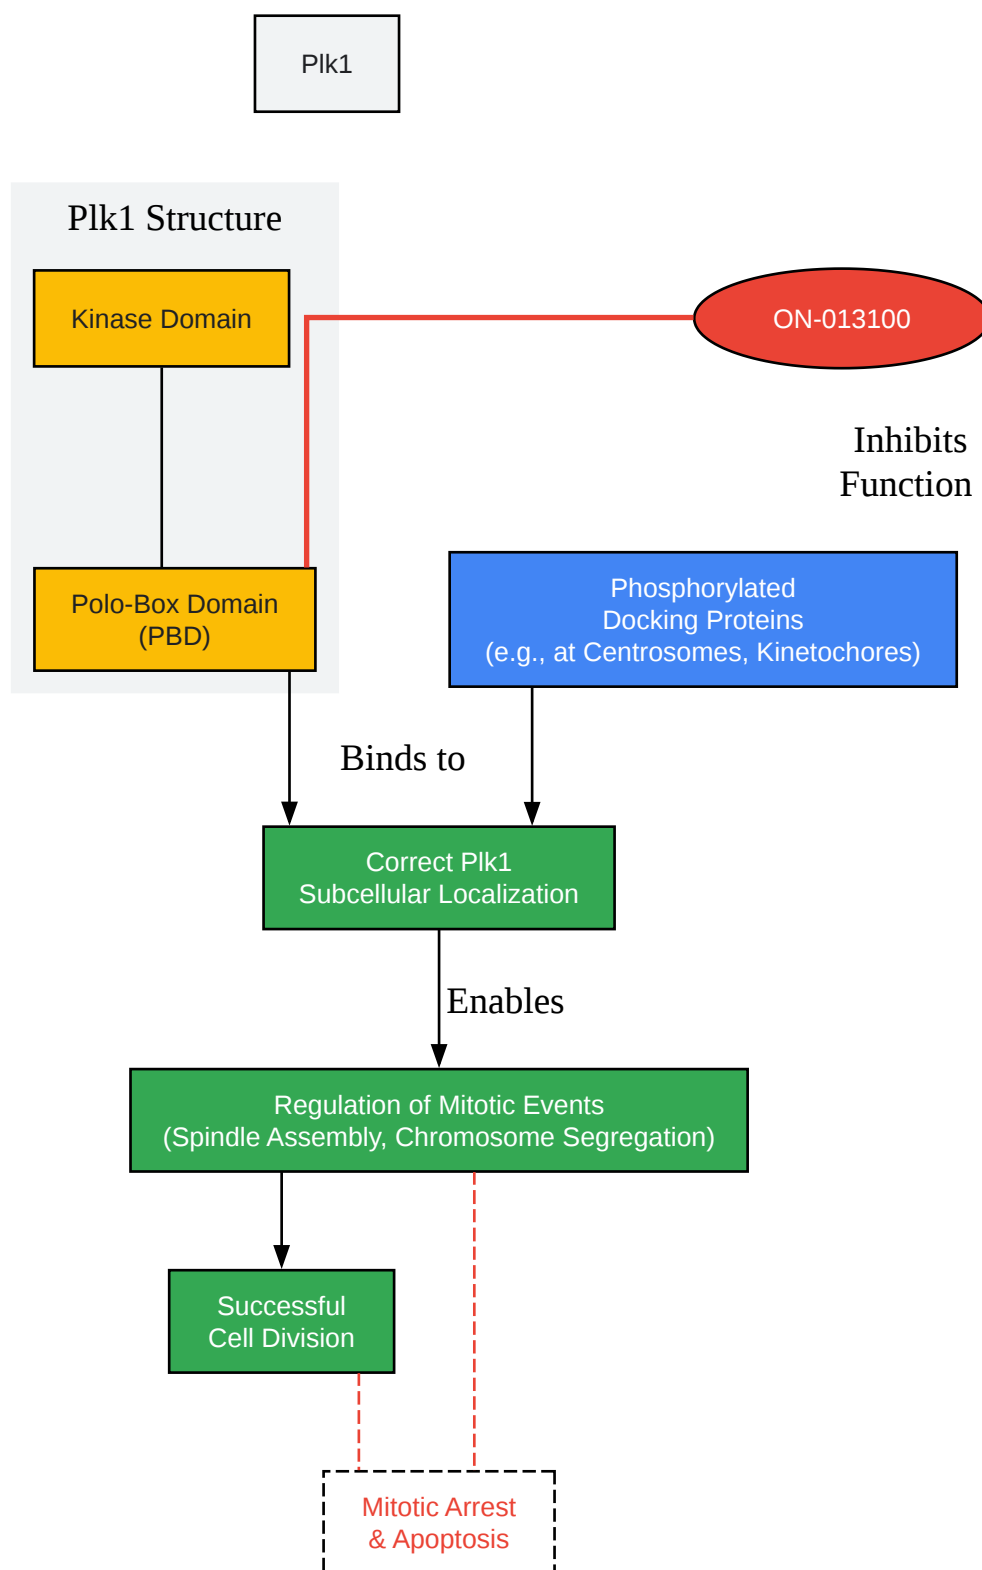 Plk1
Plk1 Structure
Kinase Domain
ON-013100
Inhibits
Function
Polo-Box Domain
(PBD)
Phosphorylated
Docking Proteins
(e.g., at Centrosomes, Kinetochores)
Binds to
Correct Plk1
Subcellular Localization
Enables
Regulation of Mitotic Events
(Spindle Assembly, Chromosome Segregation)
Successful
Cell Division
Mitotic Arrest
& Apoptosis